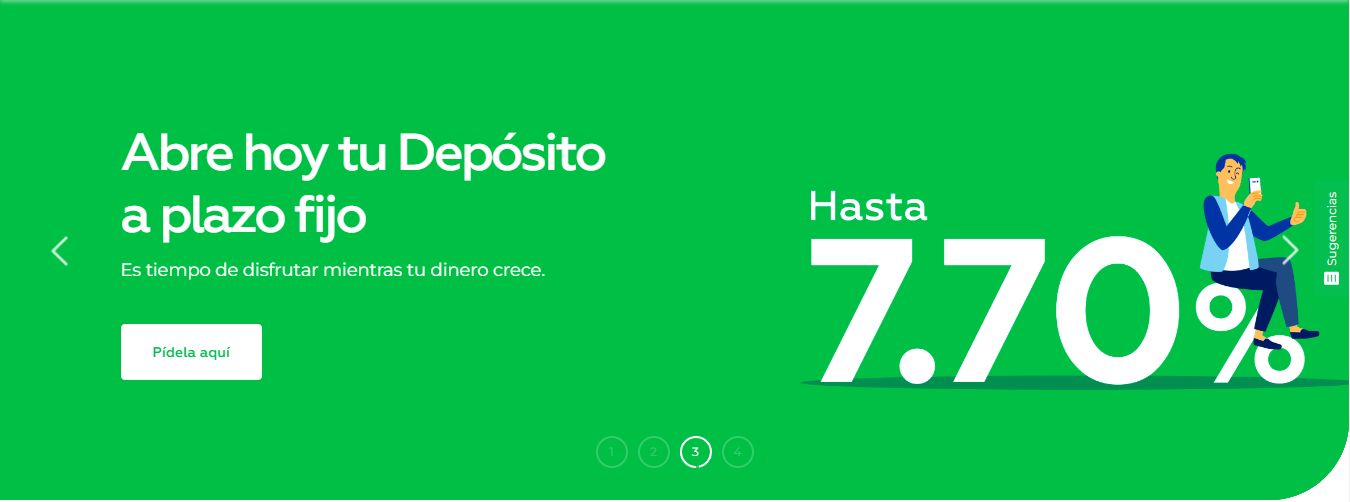 Abre hoy tu Depósito
a plazo fijo
Es tiempo de disfrutar mientras tu dinero crece.
Pídela aquí
Hasta
7.70%
Sugerencias
1 2 3 4